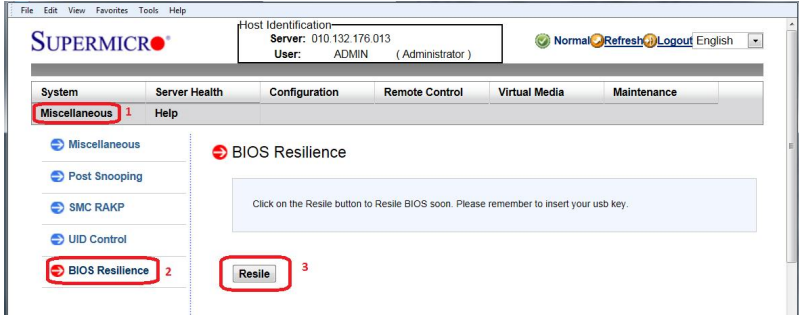 File Edit View Favorites Tools Help
SUPERMICRO®
Host Identification
Server: 010.132.176.013
User: ADMIN ( Administrator )
Normal Refresh Logout English
System Server Health Configuration Remote Control Virtual Media Maintenance
Miscellaneous 1 Help
Miscellaneous
Post Snooping
SMC RAKP
UID Control
BIOS Resilience 2
BIOS Resilience
Click on the Resile button to Resile BIOS soon. Please remember to insert your usb key.
Resile 3